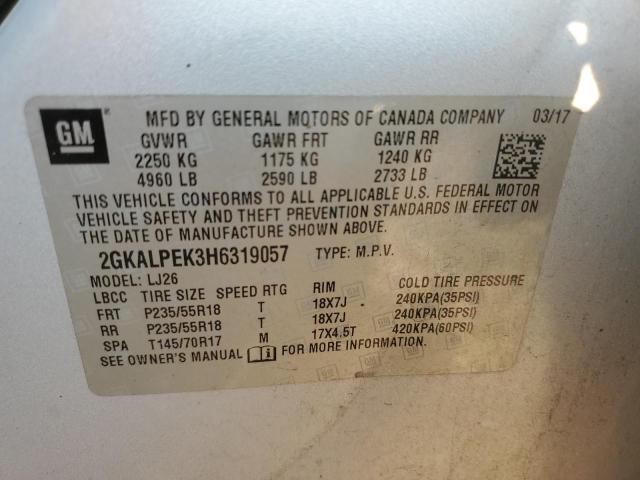 GM
MFD BY GENERAL MOTORS OF CANADA COMPANY 03/17
GVWR GAWR FRT GAWR RR
2250 KG 1175 KG 1240 KG
4960 LB 2590 LB 2733 LB
THIS VEHICLE CONFORMS TO ALL APPLICABLE U.S. FEDERAL MOTOR
VEHICLE SAFETY AND THEFT PREVENTION STANDARDS IN EFFECT ON
THE DATE OF MANUFACTURE SHOWN ABOVE.
2GKALPEK3H6319057 TYPE: M.P.V.
MODEL: LJ26
LBCC TIRE SIZE SPEED RTG RIM COLD TIRE PRESSURE
FRT P235/55R18 T 18X7J 240KPA(35PSI)
RR P235/55R18 T 18X7J 240KPA(35PSI)
SPA T145/70R17 M 17X4.5T 420KPA(60PSI)
SEE OWNER'S MANUAL FOR MORE INFORMATION.